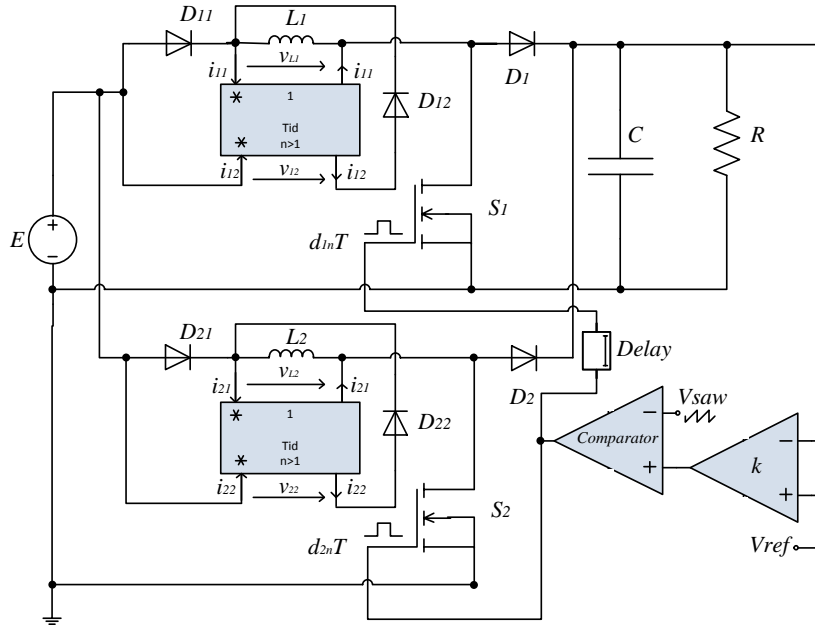 D11
L1
vL1
i11
i11
D1
1
Tid
n>1
D12
i12
v12
i12
C
R
S1
E
d1nT
D21
L2
Delay
vL2
i21
i21
D2
Vsaw
1
Tid
n>1
D22
Comparator
k
i22
v22
i22
S2
d2nT
Vref